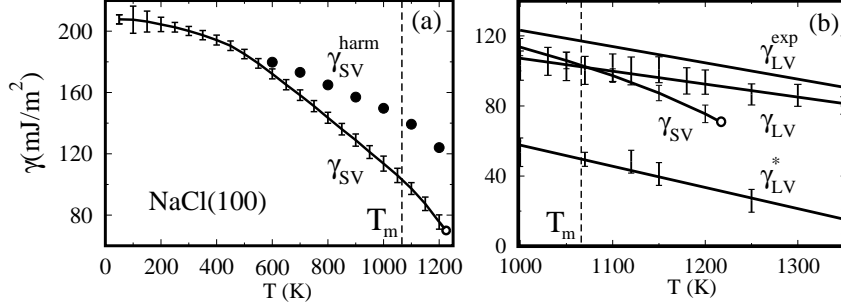 (a)
γ(mJ/m²)
200
160
120
80
γ_SV^harm
γ_SV
NaCl(100)
T_m
0 200 400 600 800 1000 1200
T (K)
(b)
120
80
40
0
γ_LV^exp
γ_SV
γ_LV
γ_LV^*
T_m
1000 1100 1200 1300
T (K)